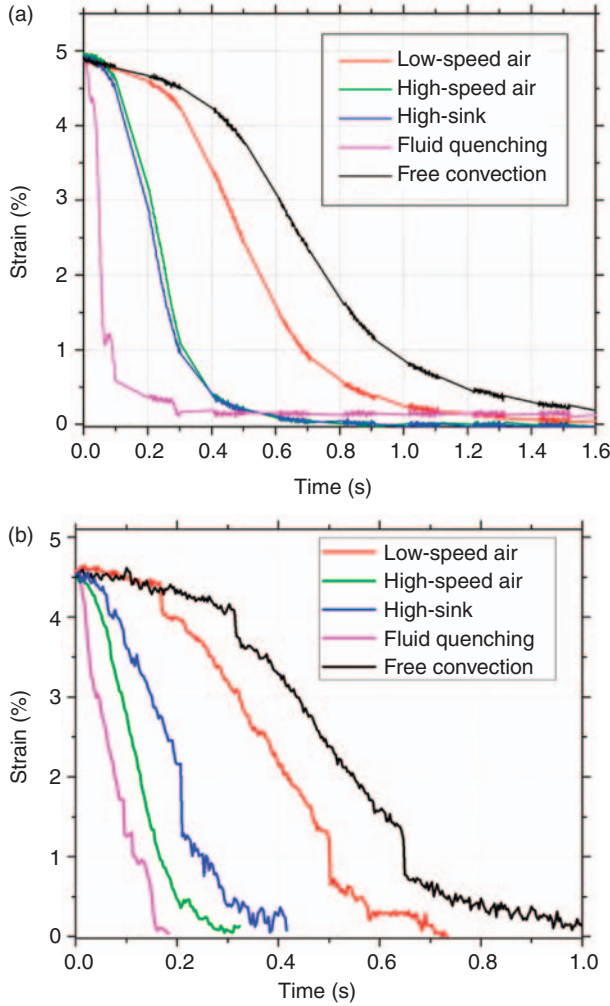 (a)
5
4
3
2
1
0
Strain (%)
Low-speed air
High-speed air
High-sink
Fluid quenching
Free convection
0.0 0.2 0.4 0.6 0.8 1.0 1.2 1.4 1.6
Time (s)
(b)
5
4
3
2
1
0
Strain (%)
Low-speed air
High-speed air
High-sink
Fluid quenching
Free convection
0.0 0.2 0.4 0.6 0.8 1.0
Time (s)